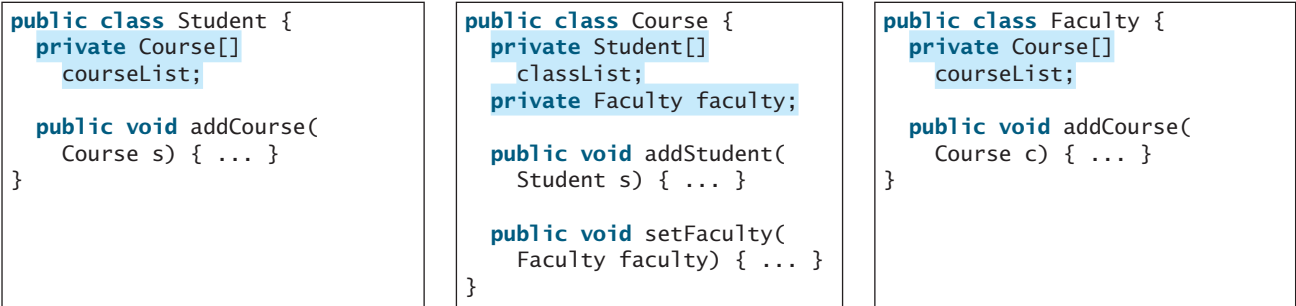 public class Student {
  private Course[]
    courseList;

  public void addCourse(
    Course s) { ... }
}
public class Course {
  private Student[]
    classList;
  private Faculty faculty;

  public void addStudent(
    Student s) { ... }

  public void setFaculty(
    Faculty faculty) { ... }
}
public class Faculty {
  private Course[]
    courseList;

  public void addCourse(
    Course c) { ... }
}